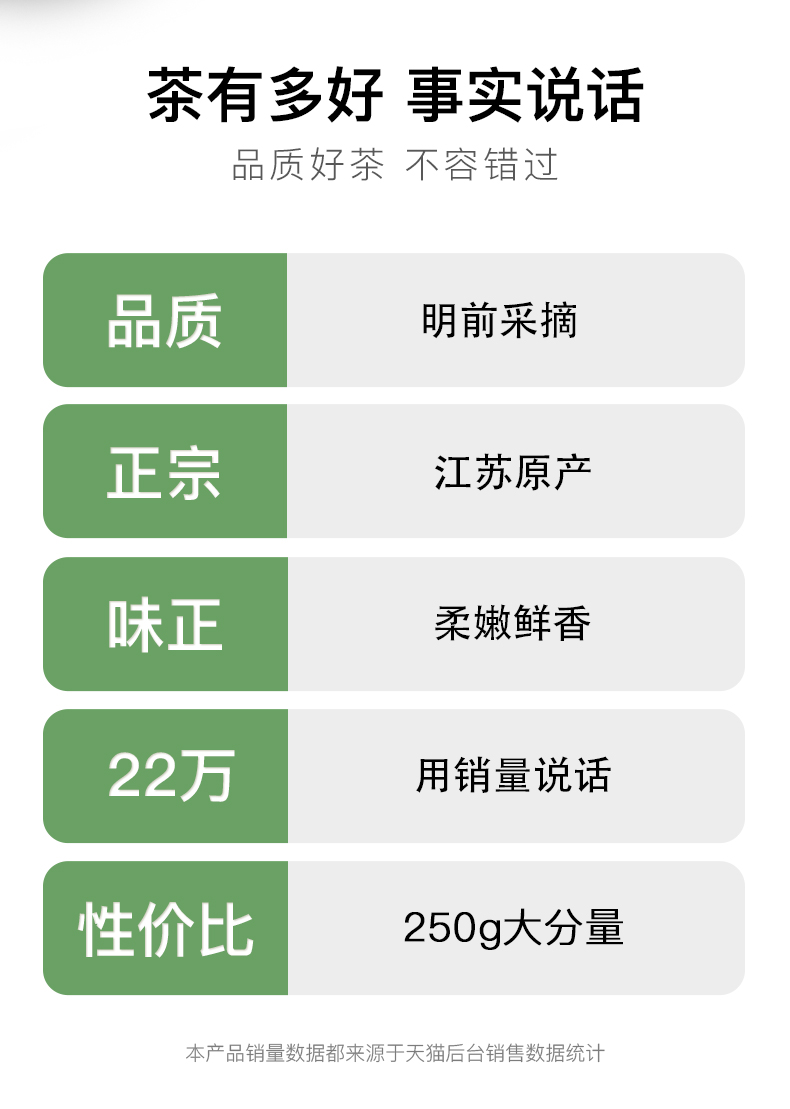 茶有多好 事实说话
品质好茶 不容错过
品质
明前采摘
正宗
江苏原产
味正
柔嫩鲜香
22万
用销量说话
性价比
250g大分量
本产品销量数据都来源于天猫后台销售数据统计